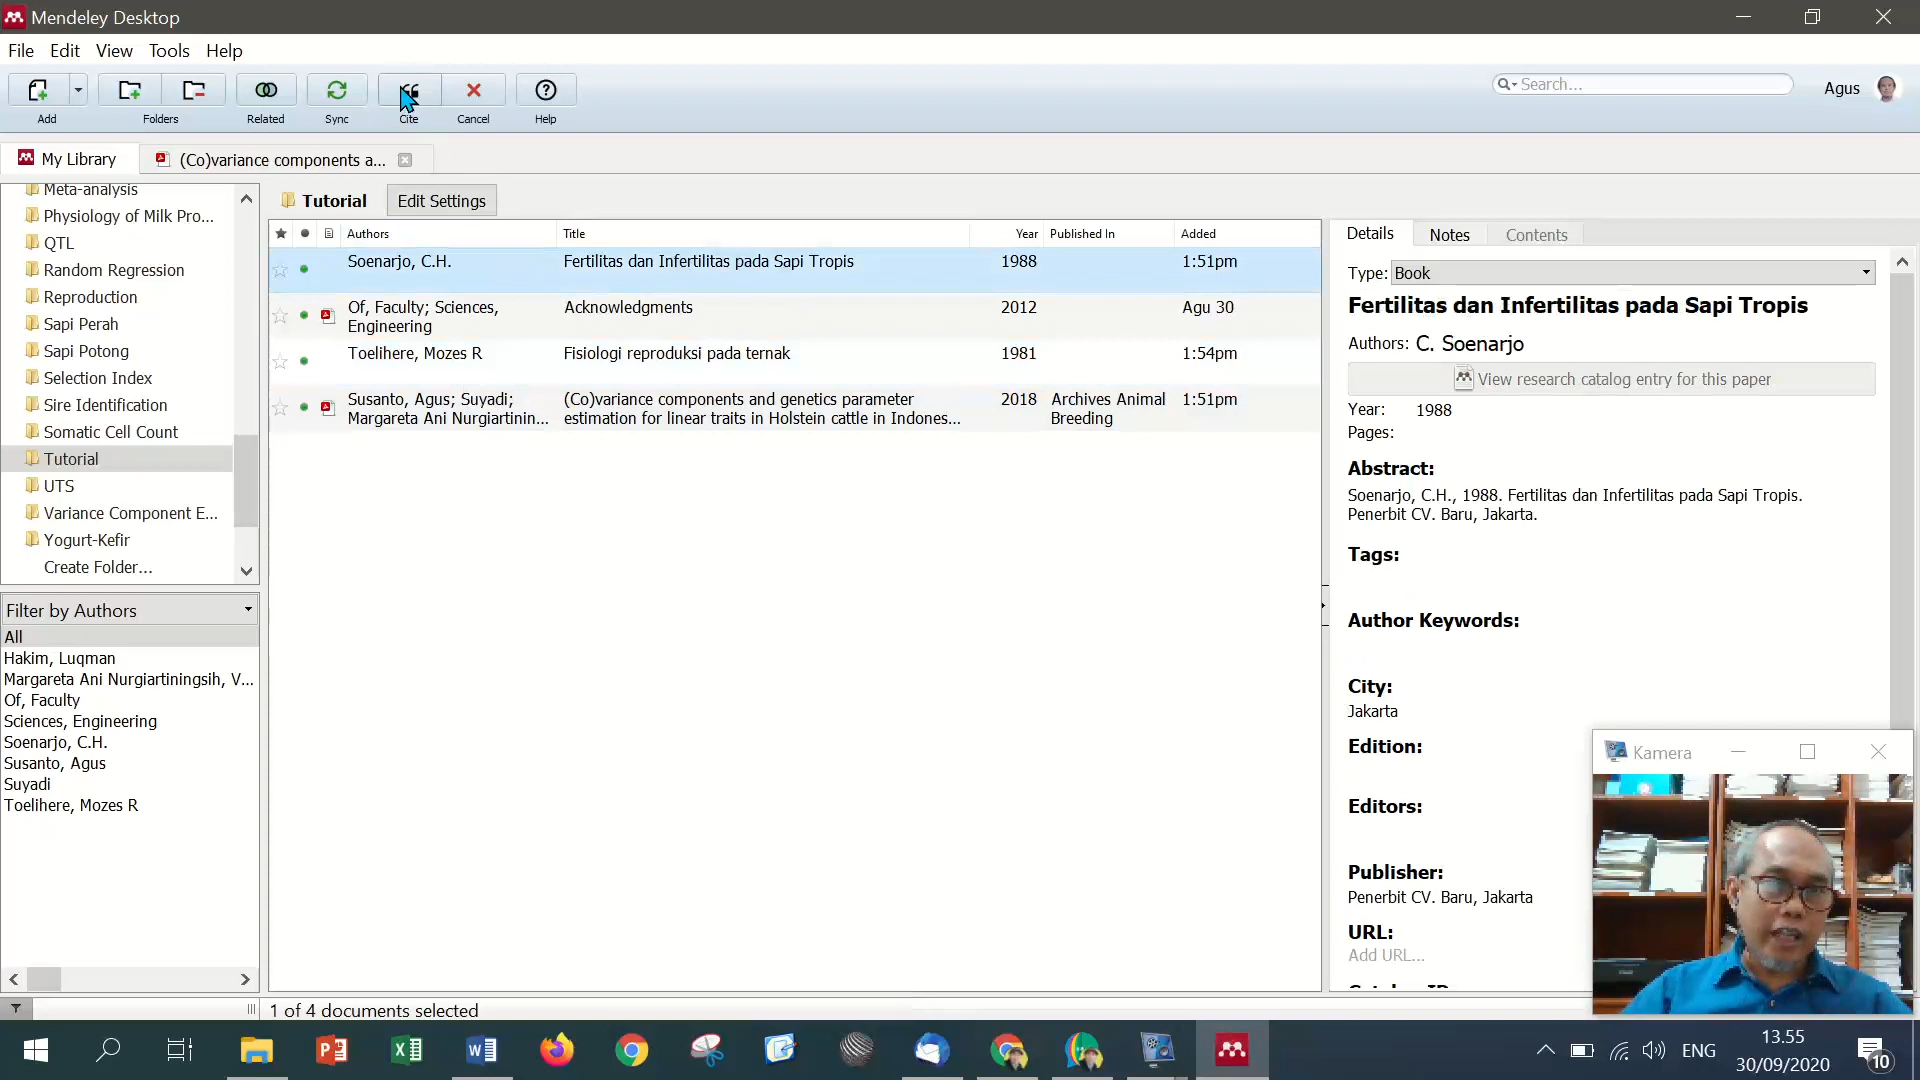 Mendeley Desktop
File Edit View Tools Help
Add Folders Related Sync Cite Cancel Help
Search...
Agus
My Library
(Co)variance components a...
Meta-analysis
Physiology of Milk Pro...
QTL
Random Regression
Reproduction
Sapi Perah
Sapi Potong
Selection Index
Sire Identification
Somatic Cell Count
Tutorial
UTS
Variance Component E...
Yogurt-Kefir
Create Folder...
Filter by Authors
All
Hakim, Luqman
Margareta Ani Nurgiartiningsih, V...
Of, Faculty
Sciences, Engineering
Soenarjo, C.H.
Susanto, Agus
Suyadi
Toelihere, Mozes R
Tutorial Edit Settings
Authors Title Year Published In Added
Soenarjo, C.H. Fertilitas dan Infertilitas pada Sapi Tropis 1988 1:51pm
Of, Faculty; Sciences, Acknowledgments 2012 Agu 30
Engineering
Toelihere, Mozes R Fisiologi reproduksi pada ternak 1981 1:54pm
Susanto, Agus; Suyadi; (Co)variance components and genetics parameter 2018 Archives Animal 1:51pm
Margareta Ani Nurgiartinin... estimation for linear traits in Holstein cattle in Indones... Breeding
1 of 4 documents selected
Details Notes Contents
Type: Book
Fertilitas dan Infertilitas pada Sapi Tropis
Authors: C. Soenarjo
View research catalog entry for this paper
Year: 1988
Pages:
Abstract:
Soenarjo, C.H., 1988. Fertilitas dan Infertilitas pada Sapi Tropis.
Penerbit CV. Baru, Jakarta.
Tags:
Author Keywords:
City:
Jakarta
Edition:
Editors:
Publisher:
Penerbit CV. Baru, Jakarta
URL:
Add URL...
Kamera
ENG
13.55
30/09/2020
10